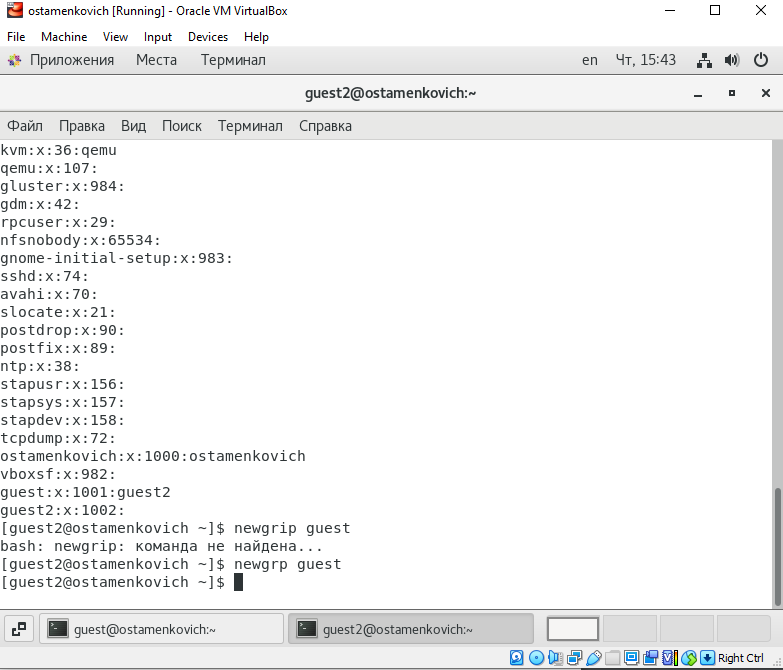 ostamenkovich [Running] - Oracle VM VirtualBox
File Machine View Input Devices Help
Приложения Места Терминал en Чт, 15:43
guest2@ostamenkovich:~
Файл Правка Вид Поиск Терминал Справка
kvm:x:36:qemu
qemu:x:107:
gluster:x:984:
gdm:x:42:
rpcuser:x:29:
nfsnobody:x:65534:
gnome-initial-setup:x:983:
sshd:x:74:
avahi:x:70:
slocate:x:21:
postdrop:x:90:
postfix:x:89:
ntp:x:38:
stapusr:x:156:
stapsys:x:157:
stapdev:x:158:
tcpdump:x:72:
ostamenkovich:x:1000:ostamenkovich
vboxsf:x:982:
guest:x:1001:guest2
guest2:x:1002:
[guest2@ostamenkovich ~]$ newgrip guest
bash: newgrip: команда не найдена...
[guest2@ostamenkovich ~]$ newgrp guest
[guest2@ostamenkovich ~]$
guest@ostamenkovich:~ guest2@ostamenkovich:~
Right Ctrl